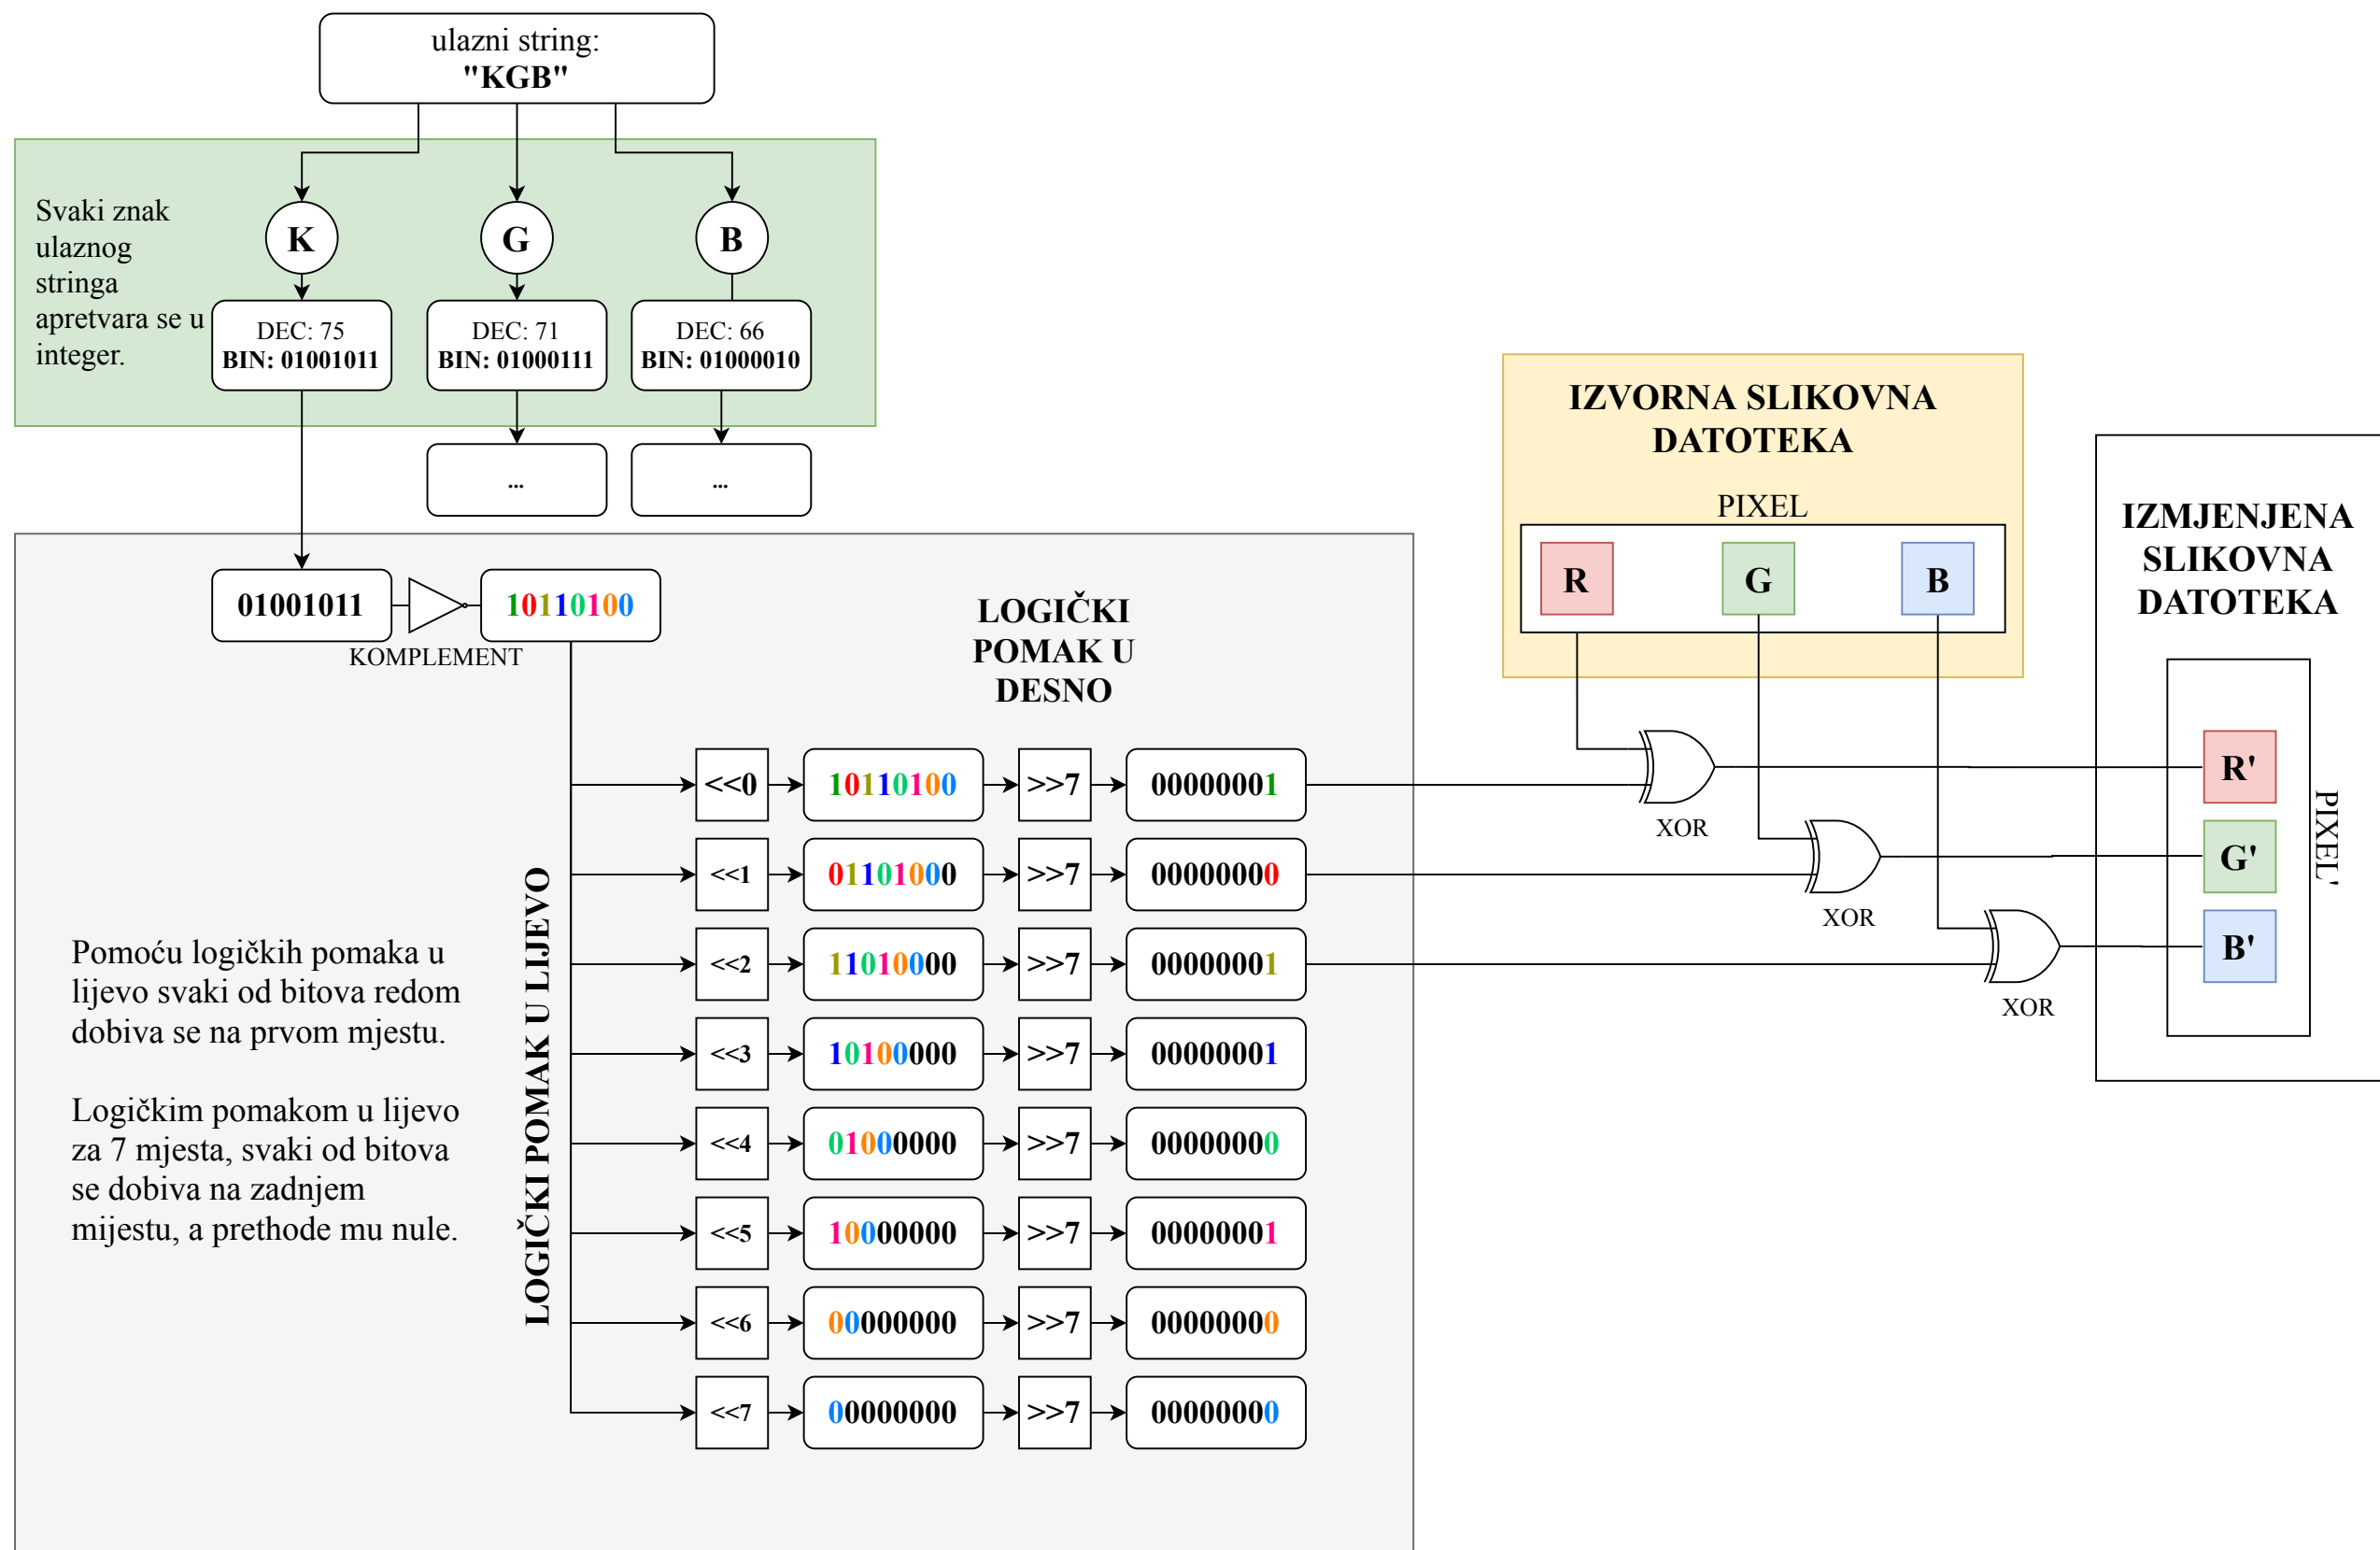 ulazni string:
"KGB"
Svaki znak
ulaznog
stringa
apretvara se u
integer.
K
G
B
DEC: 75
BIN: 01001011
DEC: 71
BIN: 01000111
DEC: 66
BIN: 01000010
...
...
01001011
KOMPLEMENT
10110100
LOGIČKI
POMAK U
DESNO
LOGIČKI POMAK U LIJEVO
Pomoću logičkih pomaka u
lijevo svaki od bitova redom
dobiva se na prvom mjestu.
Logičkim pomakom u lijevo
za 7 mjesta, svaki od bitova
se dobiva na zadnjem
mijestu, a prethode mu nule.
<<0 10110100 >>7 00000001
<<1 01101000 >>7 00000000
<<2 11010000 >>7 00000001
<<3 10100000 >>7 00000001
<<4 01000000 >>7 00000000
<<5 10000000 >>7 00000001
<<6 00000000 >>7 00000000
<<7 00000000 >>7 00000000
IZVORNA SLIKOVNA
DATOTEKA
PIXEL
R
G
B
XOR
XOR
XOR
IZMJENJENA
SLIKOVNA
DATOTEKA
R'
G'
B'
PIXEL'